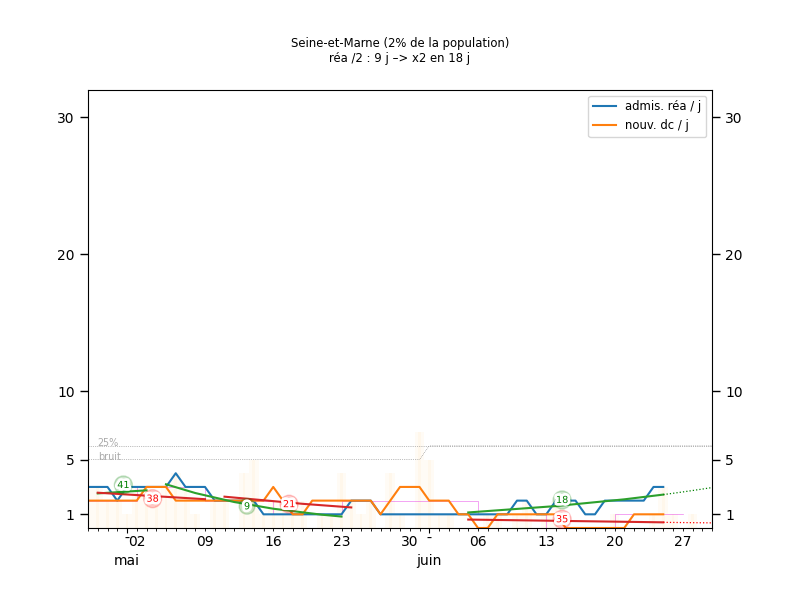 Seine-et-Marne (2% de la population)
réa /2 : 9 j –> x2 en 18 j
admis. réa / j
nouv. dc / j
30 30
20 20
10 10
25%
bruit
5 5
41
38
9
21
18
35
1 1
02 09 16 23 30 06 13 20 27
mai juin